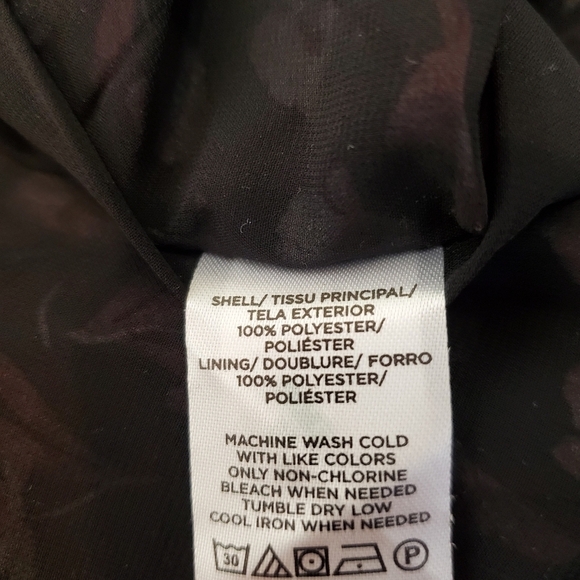 SHELL/ TISSU PRINCIPAL/
TELA EXTERIOR
100% POLYESTER/
POLIÉSTER
LINING/ DOUBLURE/ FORRO
100% POLYESTER/
POLIÉSTER
MACHINE WASH COLD
WITH LIKE COLORS
ONLY NON-CHLORINE
BLEACH WHEN NEEDED
TUMBLE DRY LOW
COOL IRON WHEN NEEDED
30 P